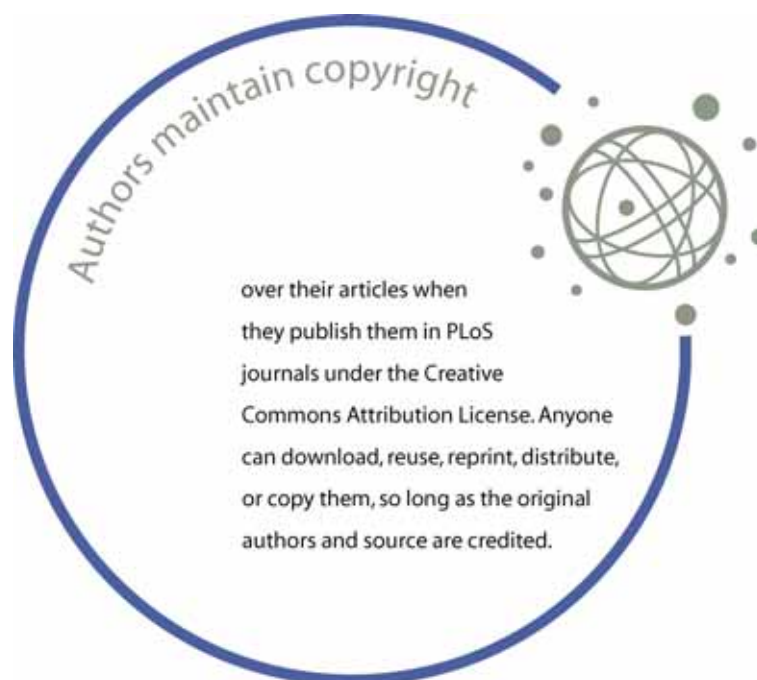 Authors maintain copyright
over their articles when
they publish them in PLoS
journals under the Creative
Commons Attribution License. Anyone
can download, reuse, reprint, distribute,
or copy them, so long as the original
authors and source are credited.